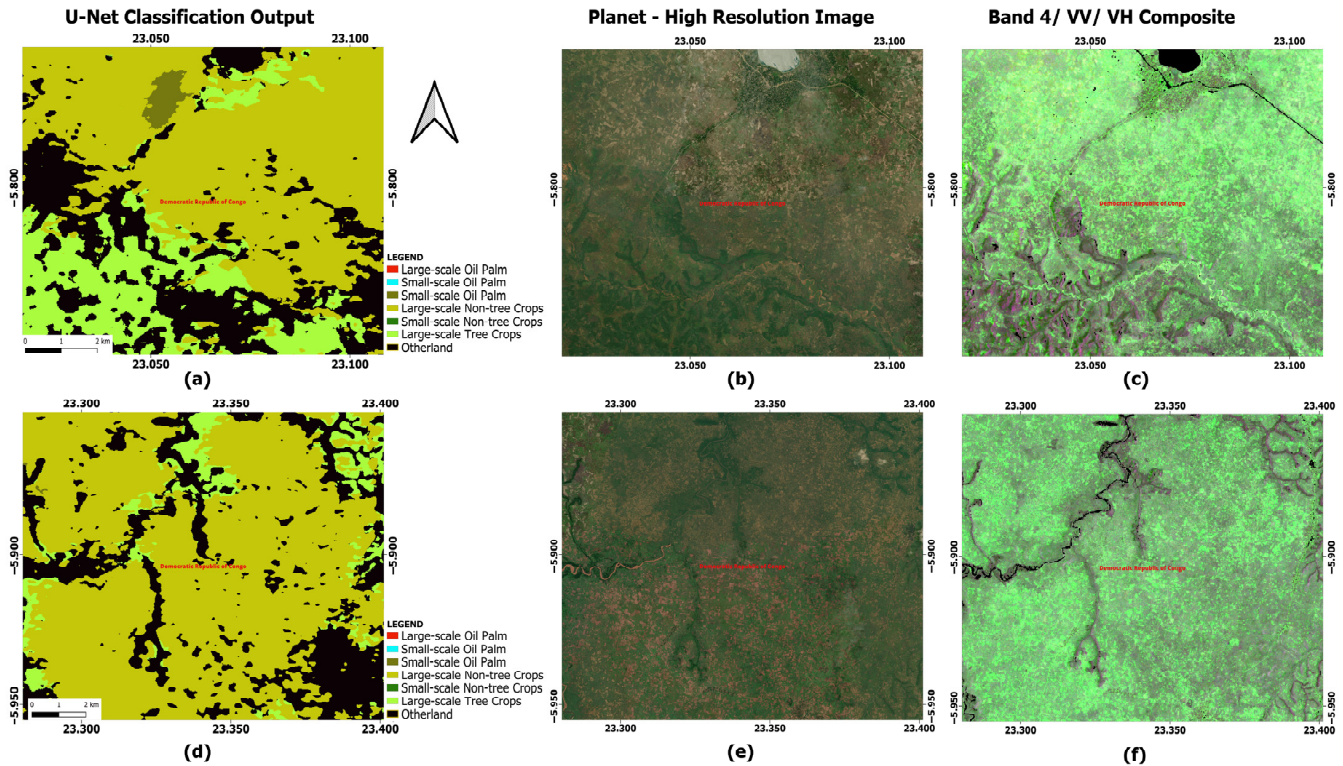 U-Net Classification Output
Planet - High Resolution Image
Band 4/ VV/ VH Composite
23.050 23.100
23.050 23.100
23.050 23.100
-5.800
-5.800
-5.800
-5.800
Democratic Republic of Congo
Democratic Republic of Congo
LEGEND
Large-scale Oil Palm
Small-scale Oil Palm
Small-scale Oil Palm
Large-scale Non-tree Crops
Small-scale Non-tree Crops
Large-scale Tree Crops
Otherland
0 1 2 km
23.050 23.100
23.050 23.100
23.050 23.100
(a)
(b)
(c)
23.300 23.350 23.400
23.300 23.350 23.400
23.300 23.350 23.400
-5.900
-5.900
-5.900
-5.900
Democratic Republic of Congo
Democratic Republic of Congo
LEGEND
Large-scale Oil Palm
Small-scale Oil Palm
Small-scale Oil Palm
Large-scale Non-tree Crops
Small-scale Non-tree Crops
Large-scale Tree Crops
Otherland
-5.950
-5.950
-5.950
-5.950
0 1 2 km
23.300 23.350 23.400
23.300 23.350 23.400
23.300 23.350 23.400
(d)
(e)
(f)